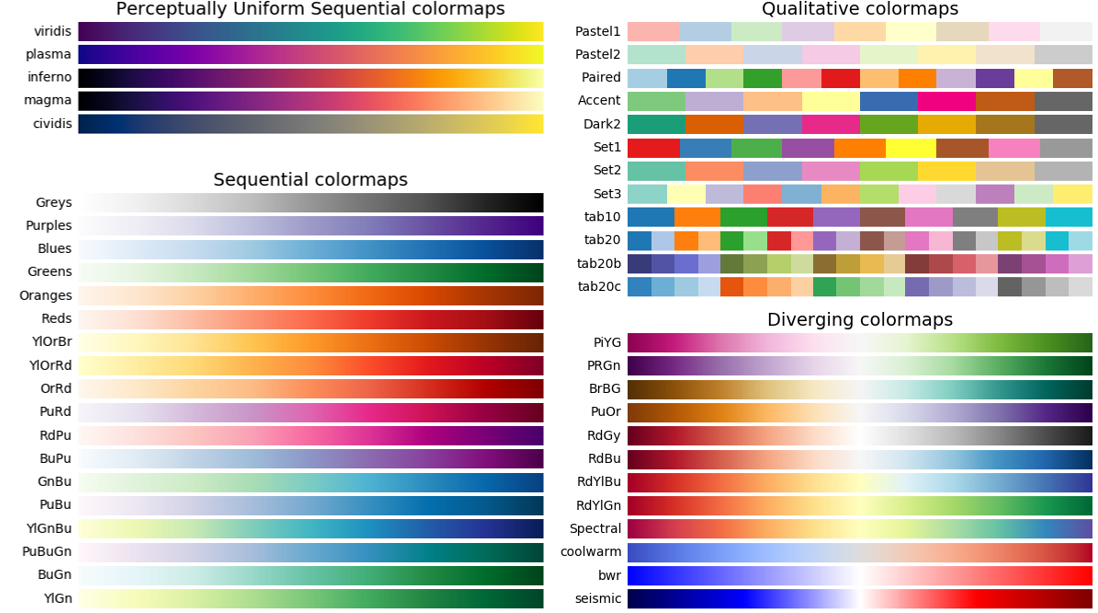 Perceptually Uniform Sequential colormaps
viridis
plasma
inferno
magma
cividis
Sequential colormaps
Greys
Purples
Blues
Greens
Oranges
Reds
YlOrBr
YlOrRd
OrRd
PuRd
RdPu
BuPu
GnBu
PuBu
YlGnBu
PuBuGn
BuGn
YlGn
Qualitative colormaps
Pastel1
Pastel2
Paired
Accent
Dark2
Set1
Set2
Set3
tab10
tab20
tab20b
tab20c
Diverging colormaps
PiYG
PRGn
BrBG
PuOr
RdGy
RdBu
RdYlBu
RdYlGn
Spectral
coolwarm
bwr
seismic